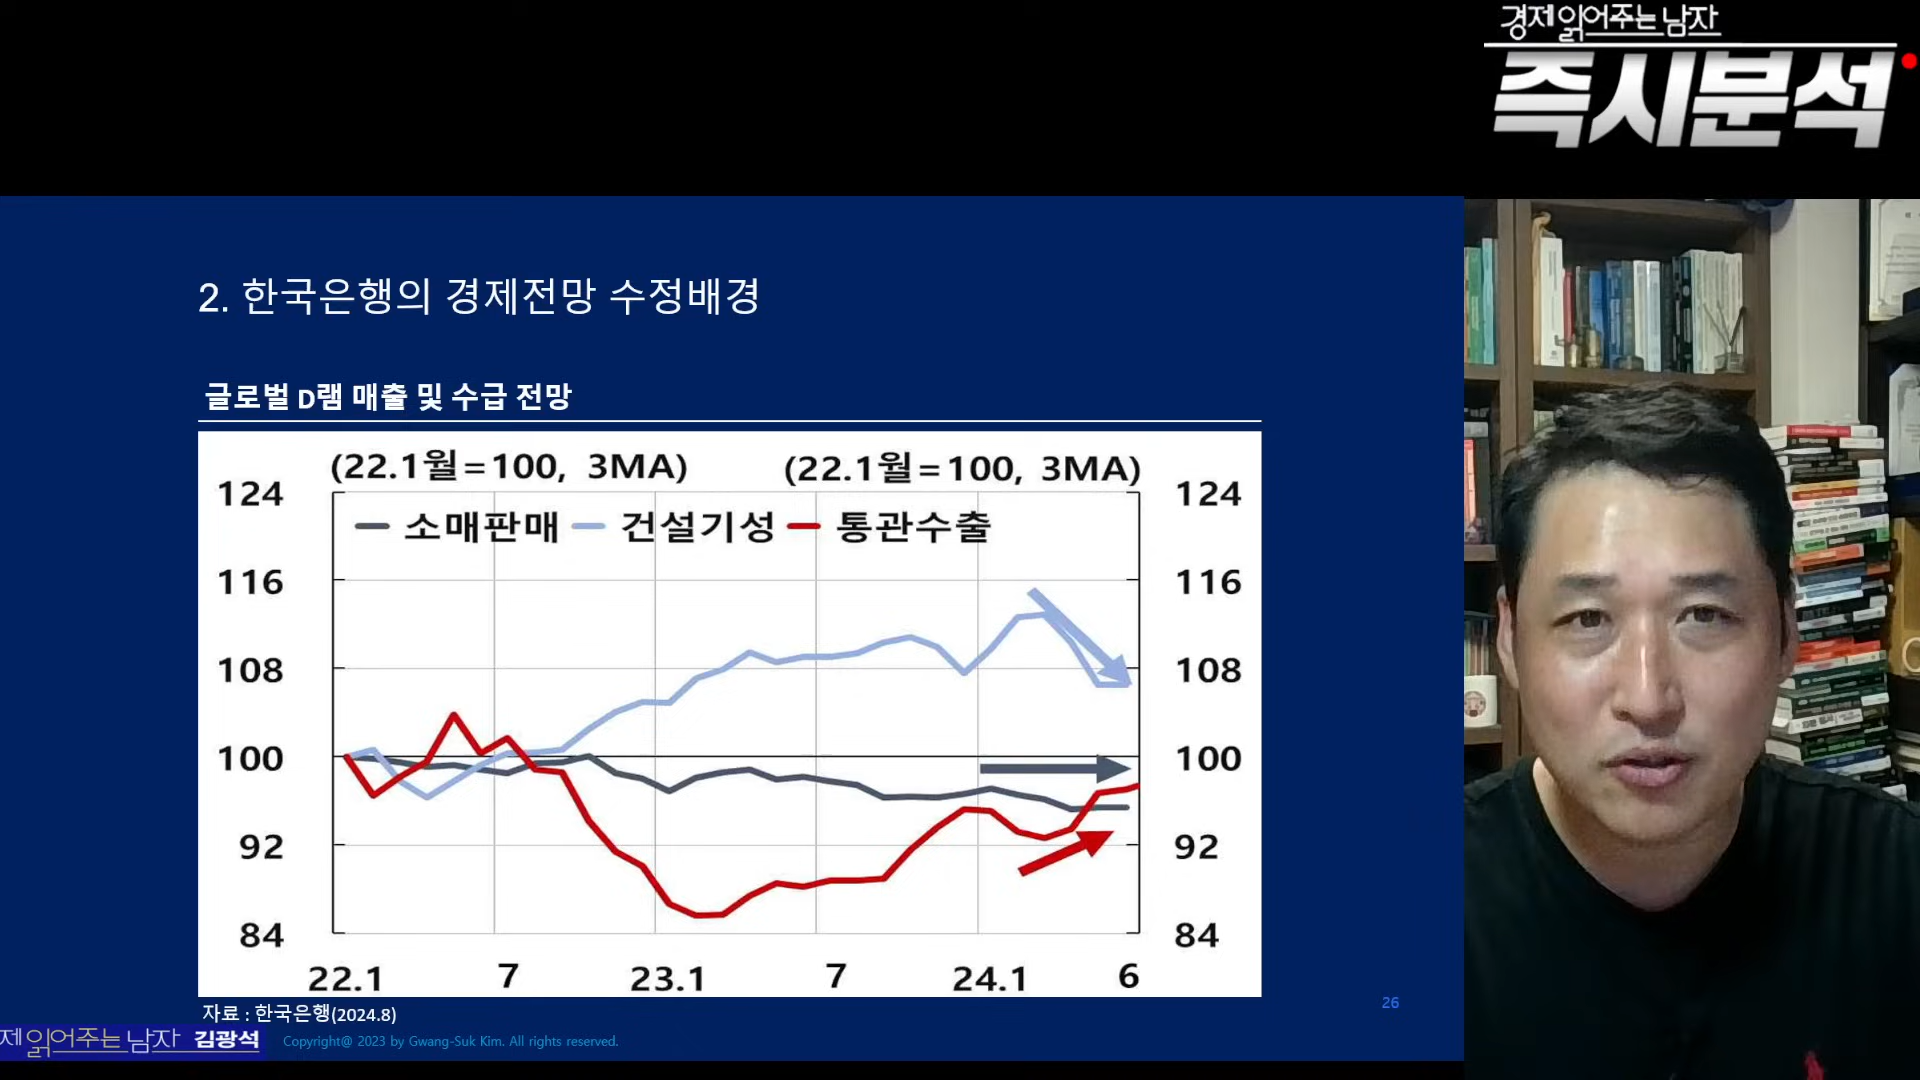 경제읽어주는남자
즉시분석
2. 한국은행의 경제전망 수정배경
글로벌 D램 매출 및 수급 전망
(22.1월=100, 3MA) (22.1월=100, 3MA)
124 124
소매판매 건설기성 통관수출
116 116
108 108
100 100
92 92
84 84
22.1 7 23.1 7 24.1 6
자료 : 한국은행(2024.8)
26
제읽어주는남자 김광석
Copyright@ 2023 by Gwang-Suk Kim. All rights reserved.